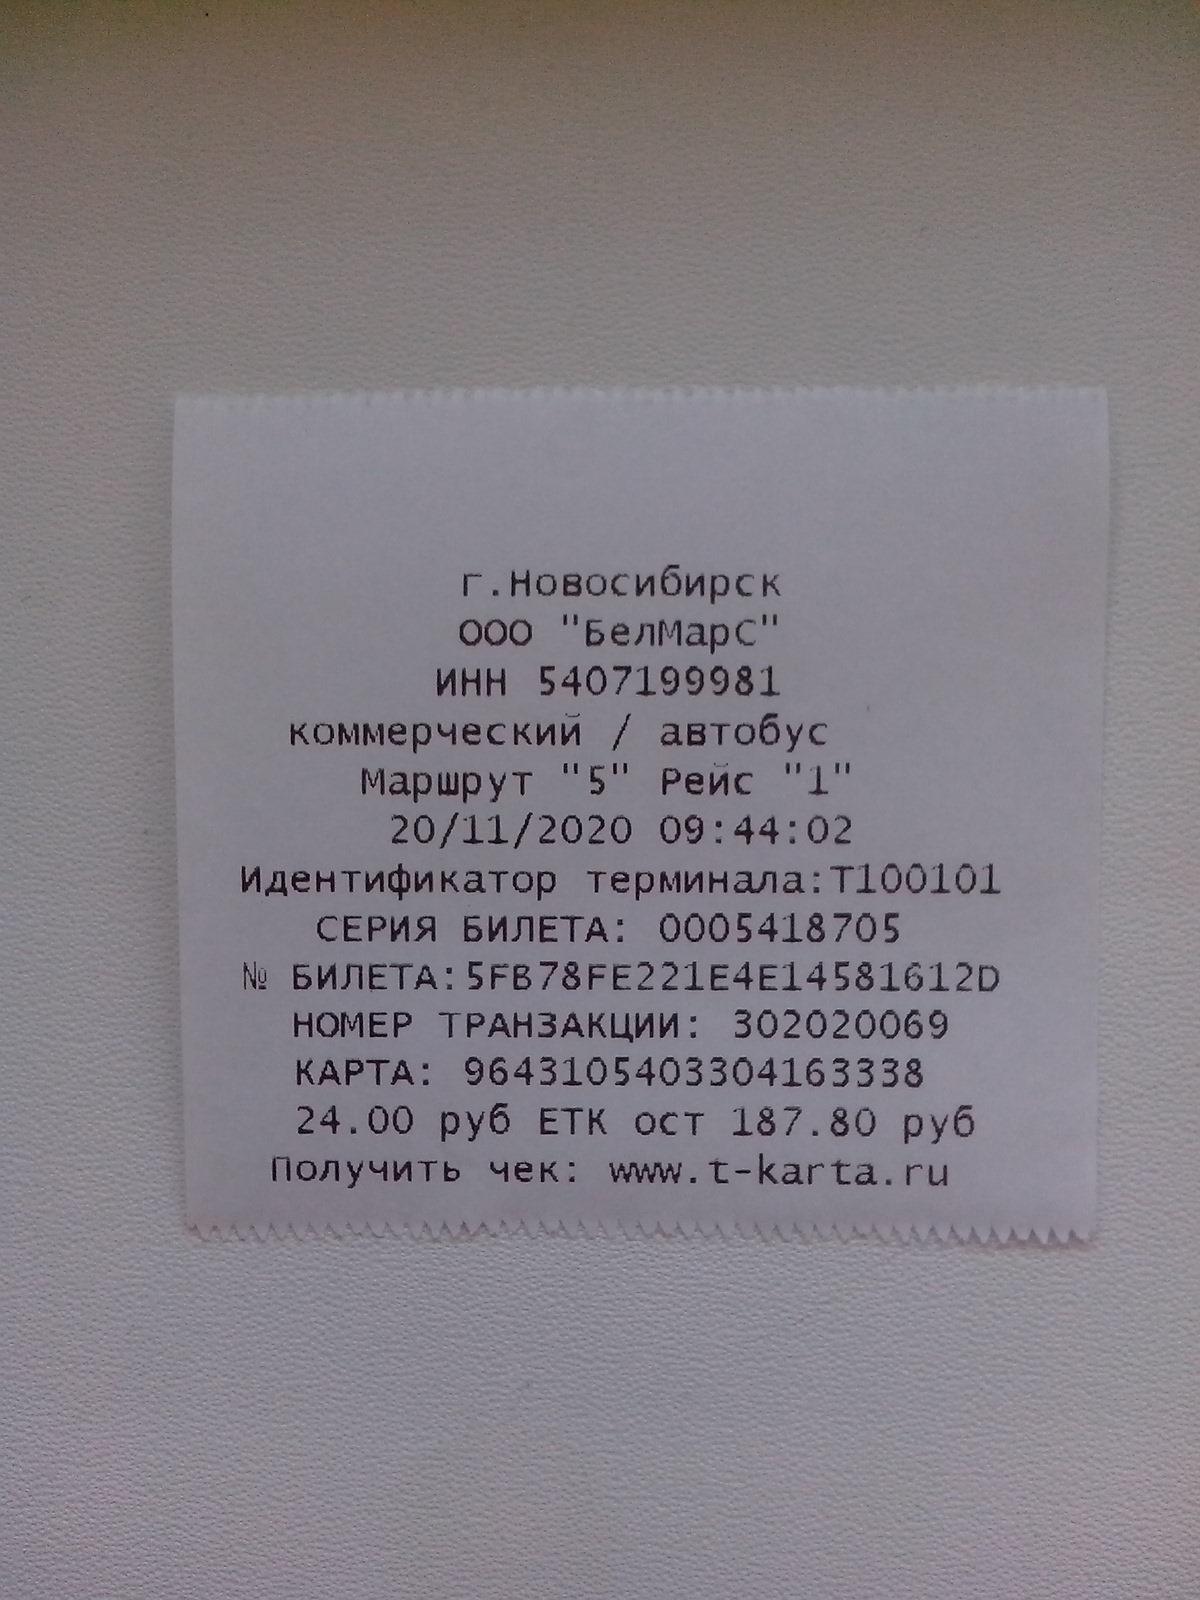 г.Новосибирск
ООО "БелМарС"
ИНН 5407199981
коммерческий / автобус
Маршрут "5" Рейс "1"
20/11/2020 09:44:02
Идентификатор терминала:T100101
СЕРИЯ БИЛЕТА: 0005418705
№ БИЛЕТА:5FB78FE221E4E14581612D
НОМЕР ТРАНЗАКЦИИ: 302020069
КАРТА: 9643105403304163338
24.00 руб ЕТК ост 187.80 руб
Получить чек: www.t-karta.ru